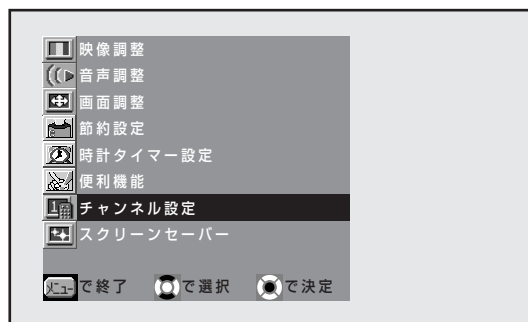 映像調整
音声調整
画面調整
節約設定
時計タイマー設定
便利機能
1 チャンネル設定
スクリーンセーバー
メニューで終了 で選択 で決定